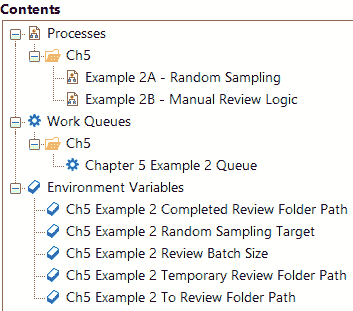 Contents
Processes
Ch5
Example 2A - Random Sampling
Example 2B - Manual Review Logic
Work Queues
Ch5
Chapter 5 Example 2 Queue
Environment Variables
Ch5 Example 2 Completed Review Folder Path
Ch5 Example 2 Random Sampling Target
Ch5 Example 2 Review Batch Size
Ch5 Example 2 Temporary Review Folder Path
Ch5 Example 2 To Review Folder Path